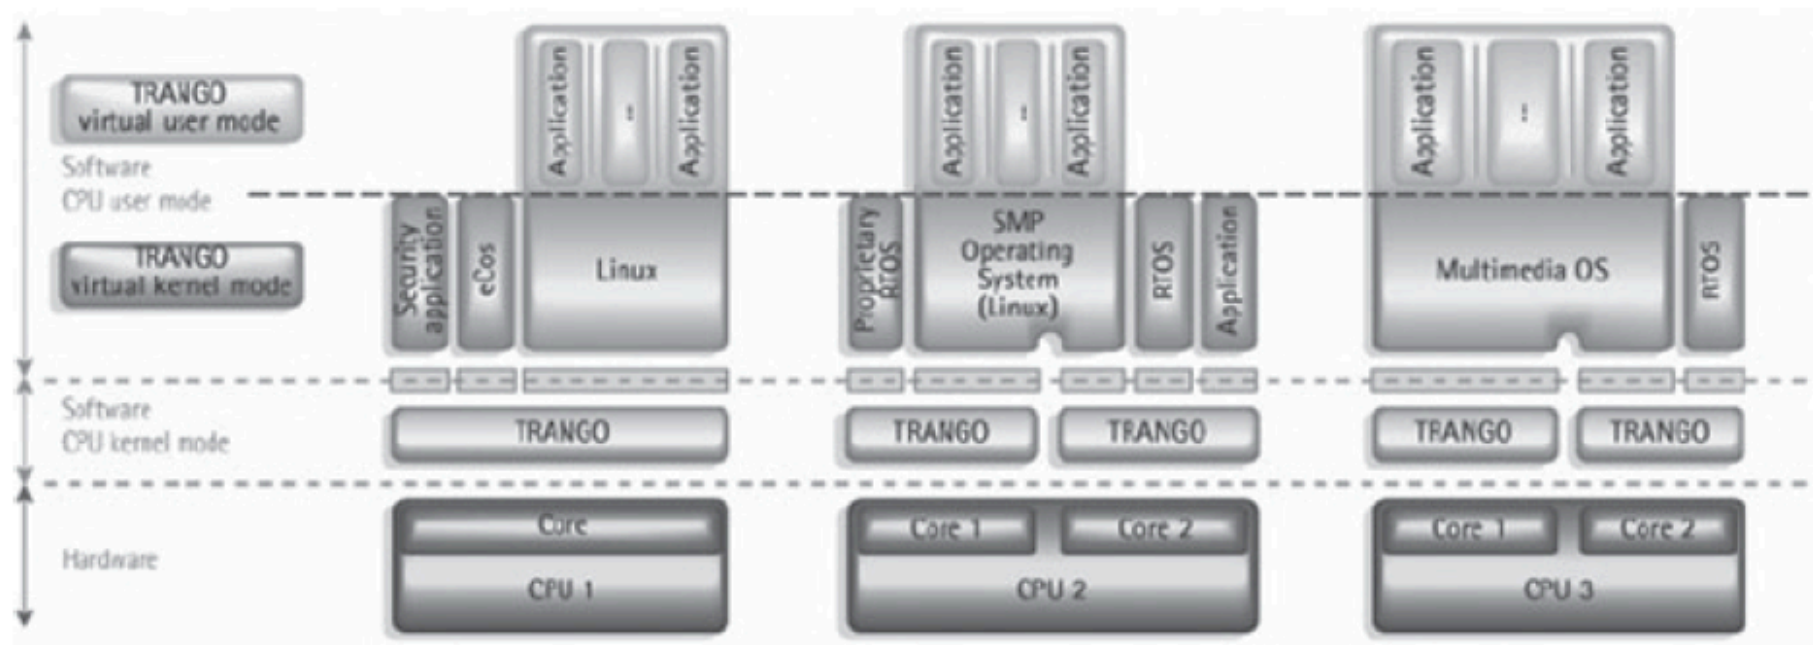 TRANGO
virtual user mode
Software
CPU user mode
TRANGO
virtual kernel mode
Software
CPU kernel mode
Hardware
Application
...
Application
Security
application
eCos
Linux
TRANGO
Core
CPU 1
Application
...
Application
Proprietary
RTOS
SMP
Operating
System
(Linux)
RTOS
Application
TRANGO
TRANGO
Core 1
Core 2
CPU 2
Application
...
Application
Multimedia OS
RTOS
TRANGO
TRANGO
Core 1
Core 2
CPU 3